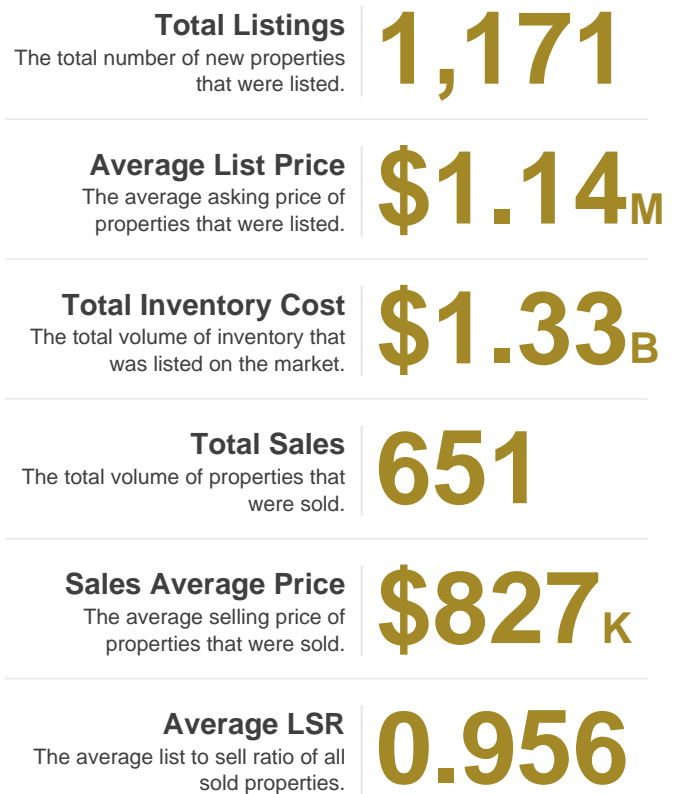 Total Listings
The total number of new properties
that were listed.
1,171
Average List Price
The average asking price of
properties that were listed.
$1.14M
Total Inventory Cost
The total volume of inventory that
was listed on the market.
$1.33B
Total Sales
The total volume of properties that
were sold.
651
Sales Average Price
The average selling price of
properties that were sold.
$827K
Average LSR
The average list to sell ratio of all
sold properties.
0.956